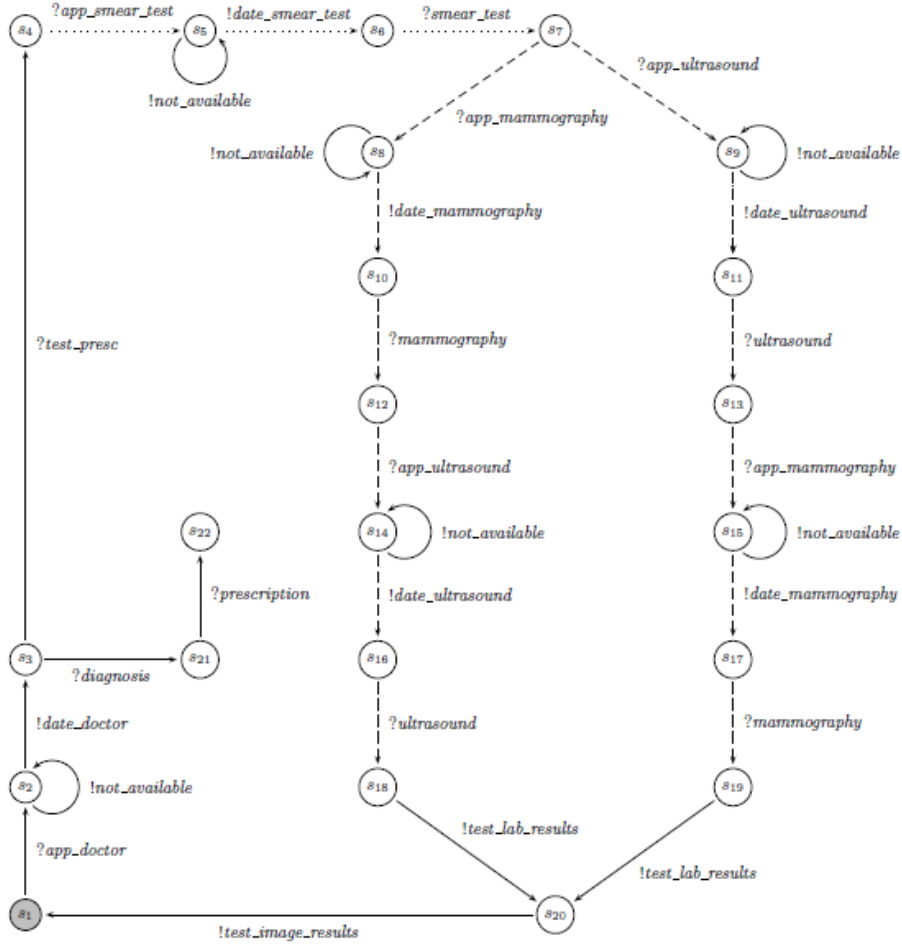 ?app_smear_test
!date_smear_test
?smear_test
s4
s5
s6
s7
!not_available
?app_ultrasound
?app_mammography
!not_available
s8
s9
!not_available
!date_mammography
!date_ultrasound
s10
s11
?test_presc
?mammography
?ultrasound
s12
s13
?app_ultrasound
?app_mammography
s22
s14
!not_available
s15
!not_available
?prescription
!date_ultrasound
!date_mammography
s3
?diagnosis
s21
s16
s17
!date_doctor
?ultrasound
?mammography
s2
!not_available
s18
s19
?app_doctor
!test_lab_results
!test_lab_results
s1
!test_image_results
s20